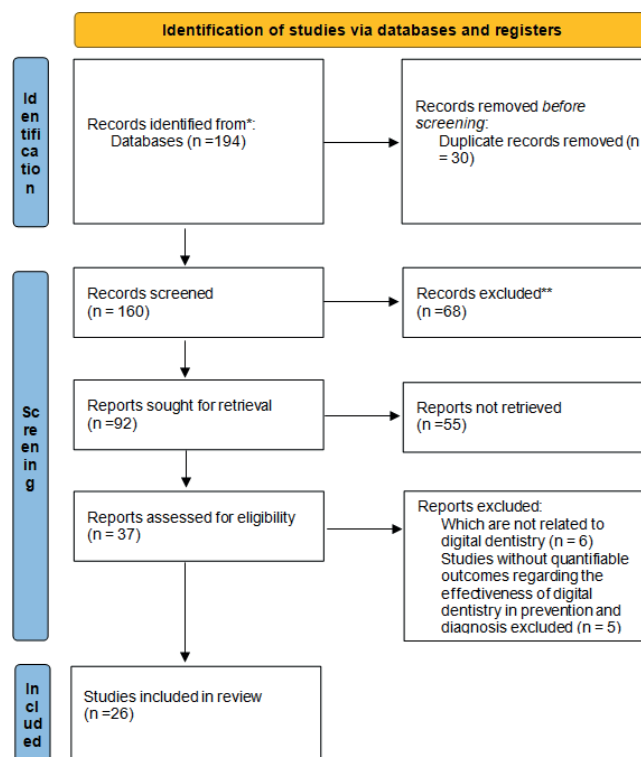 Identification of studies via databases and registers
Id
en
tifi
ca
tio
n
Records identified from*:
Databases (n =194)
Records removed before
screening:
Duplicate records removed (n
= 30)
Sc
re
en
in
g
Records screened
(n = 160)
Records excluded**
(n =68)
Reports sought for retrieval
(n =92)
Reports not retrieved
(n =55)
Reports assessed for eligibility
(n = 37)
Reports excluded:
Which are not related to
digital dentistry (n = 6)
Studies without quantifiable
outcomes regarding the
effectiveness of digital
dentistry in prevention and
diagnosis excluded (n = 5)
In
cl
ud
ed
Studies included in review
(n =26)